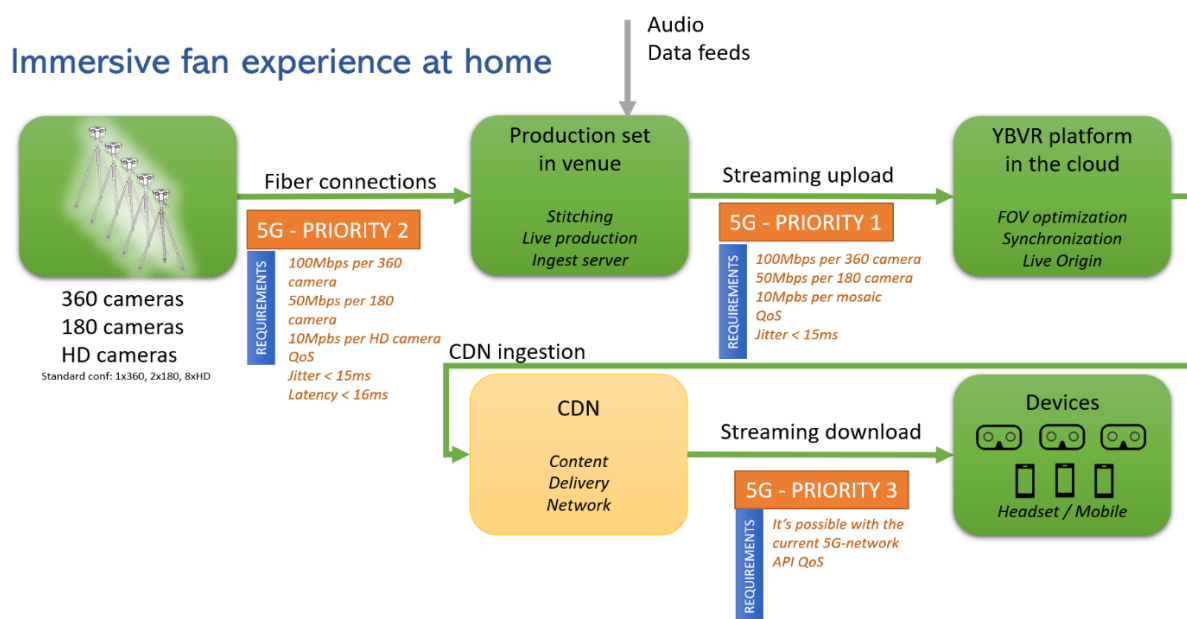 Immersive fan experience at home
Audio
Data feeds
360 cameras
180 cameras
HD cameras
Standard conf: 1x360, 2x180, 8xHD
Fiber connections
5G - PRIORITY 2
REQUIREMENTS
100Mbps per 360
camera
50Mbps per 180
camera
10Mpbs per HD camera
QoS
Jitter < 15ms
Latency < 16ms
Production set
in venue
Stitching
Live production
Ingest server
Streaming upload
5G - PRIORITY 1
REQUIREMENTS
100Mbps per 360 camera
50Mbps per 180 camera
10Mpbs per mosaic
QoS
Jitter < 15ms
YBVR platform
in the cloud
FOV optimization
Synchronization
Live Origin
CDN ingestion
CDN
Content
Delivery
Network
Streaming download
5G - PRIORITY 3
REQUIREMENTS
It's possible with the
current 5G-network
API QoS
Devices
Headset / Mobile